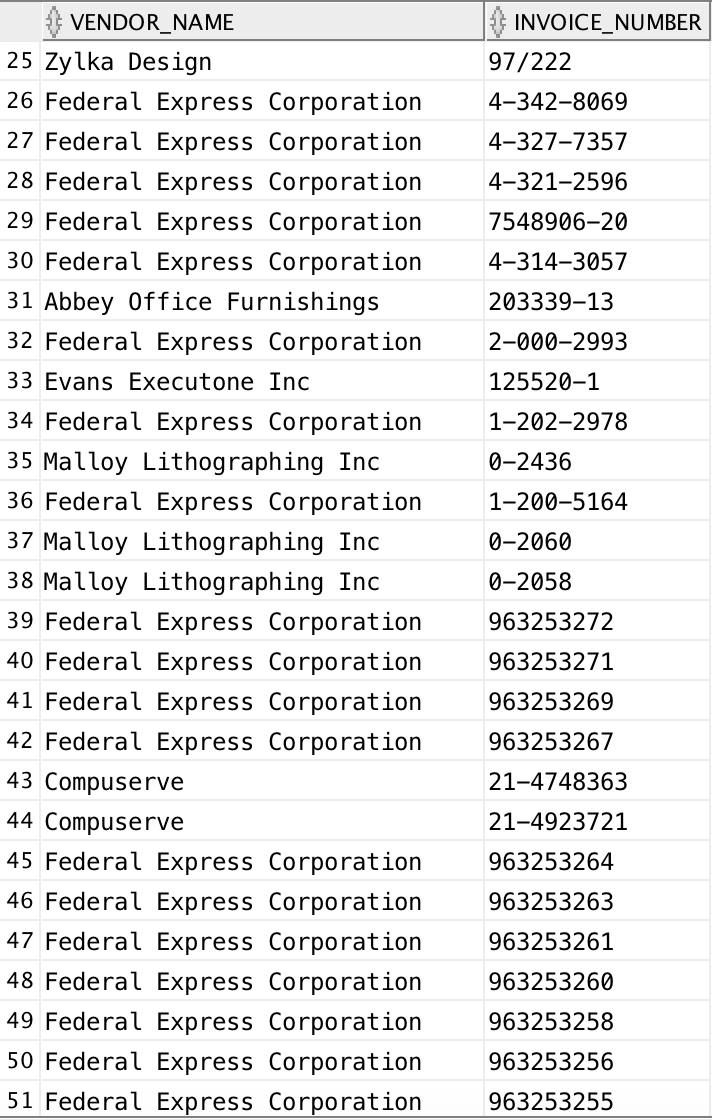 VENDOR_NAME INVOICE_NUMBER
25 Zylka Design 97/222
26 Federal Express Corporation 4-342-8069
27 Federal Express Corporation 4-327-7357
28 Federal Express Corporation 4-321-2596
29 Federal Express Corporation 7548906-20
30 Federal Express Corporation 4-314-3057
31 Abbey Office Furnishings 203339-13
32 Federal Express Corporation 2-000-2993
33 Evans Executone Inc 125520-1
34 Federal Express Corporation 1-202-2978
35 Malloy Lithographing Inc 0-2436
36 Federal Express Corporation 1-200-5164
37 Malloy Lithographing Inc 0-2060
38 Malloy Lithographing Inc 0-2058
39 Federal Express Corporation 963253272
40 Federal Express Corporation 963253271
41 Federal Express Corporation 963253269
42 Federal Express Corporation 963253267
43 Compuserve 21-4748363
44 Compuserve 21-4923721
45 Federal Express Corporation 963253264
46 Federal Express Corporation 963253263
47 Federal Express Corporation 963253261
48 Federal Express Corporation 963253260
49 Federal Express Corporation 963253258
50 Federal Express Corporation 963253256
51 Federal Express Corporation 963253255